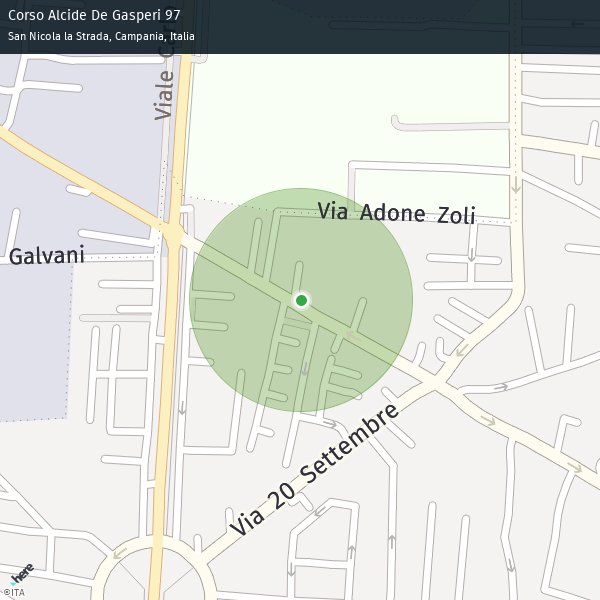 Corso Alcide De Gasperi 97
San Nicola la Strada, Campania, Italia
Viale Carl
Via Adone Zoli
Galvani
Via 20 Settembre
here
©ITA